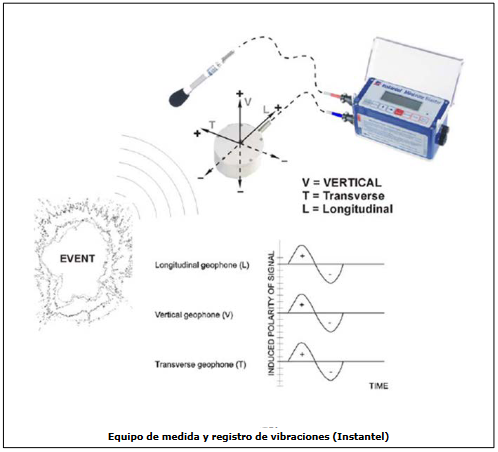 +
V
L
+
T
+
-
-
-
Instantel
V = VERTICAL
T = Transverse
L = Longitudinal
EVENT
Longitudinal geophone (L)
Vertical geophone (V)
Transverse geophone (T)
INDUCED POLARITY OF SIGNAL
+
-
+
-
+
-
TIME
Equipo de medida y registro de vibraciones (Instantel)